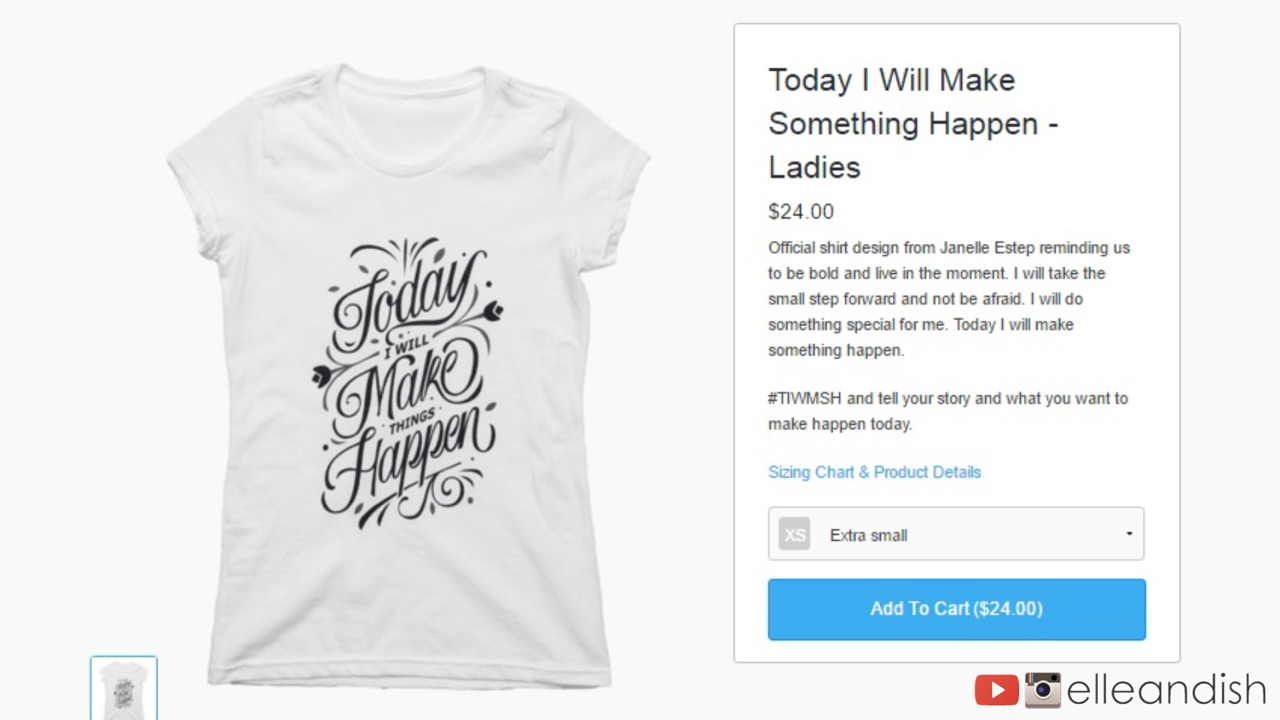 Today
I WILL
Make
THINGS
Happen
Today I Will Make
Something Happen -
Ladies
$24.00
Official shirt design from Janelle Estep reminding us
to be bold and live in the moment. I will take the
small step forward and not be afraid. I will do
something special for me. Today I will make
something happen.
#TIWMSH and tell your story and what you want to
make happen today.
Sizing Chart & Product Details
XS Extra small
Add To Cart ($24.00)
elleandish